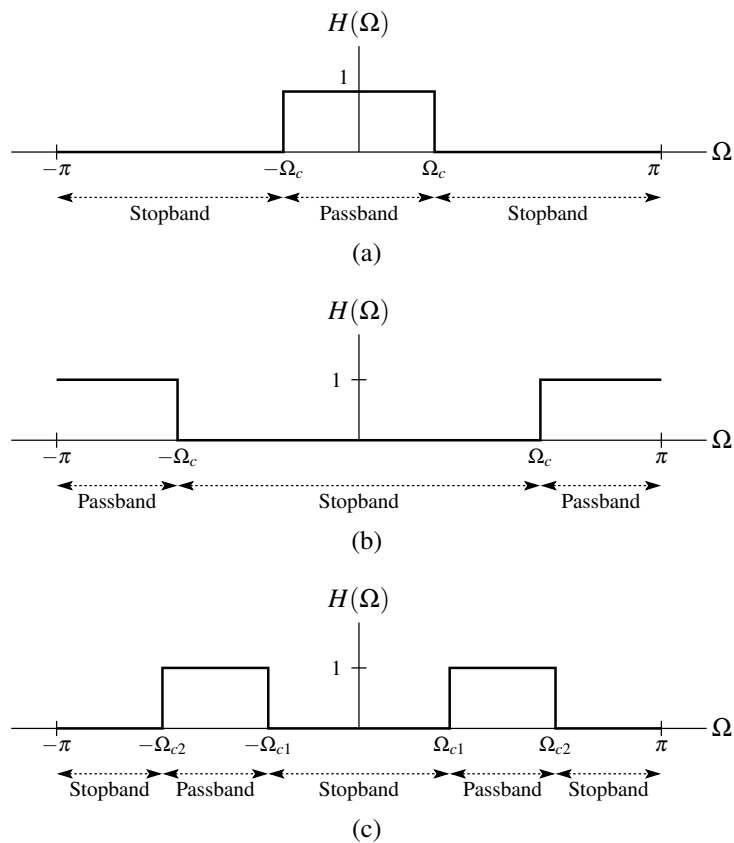 H(Ω)
1
Ω
−π −Ωc Ωc π
Stopband Passband Stopband
(a)
H(Ω)
1
Ω
−π −Ωc Ωc π
Passband Stopband Passband
(b)
H(Ω)
1
Ω
−π −Ωc2 −Ωc1 Ωc1 Ωc2 π
Stopband Passband Stopband Passband Stopband
(c)